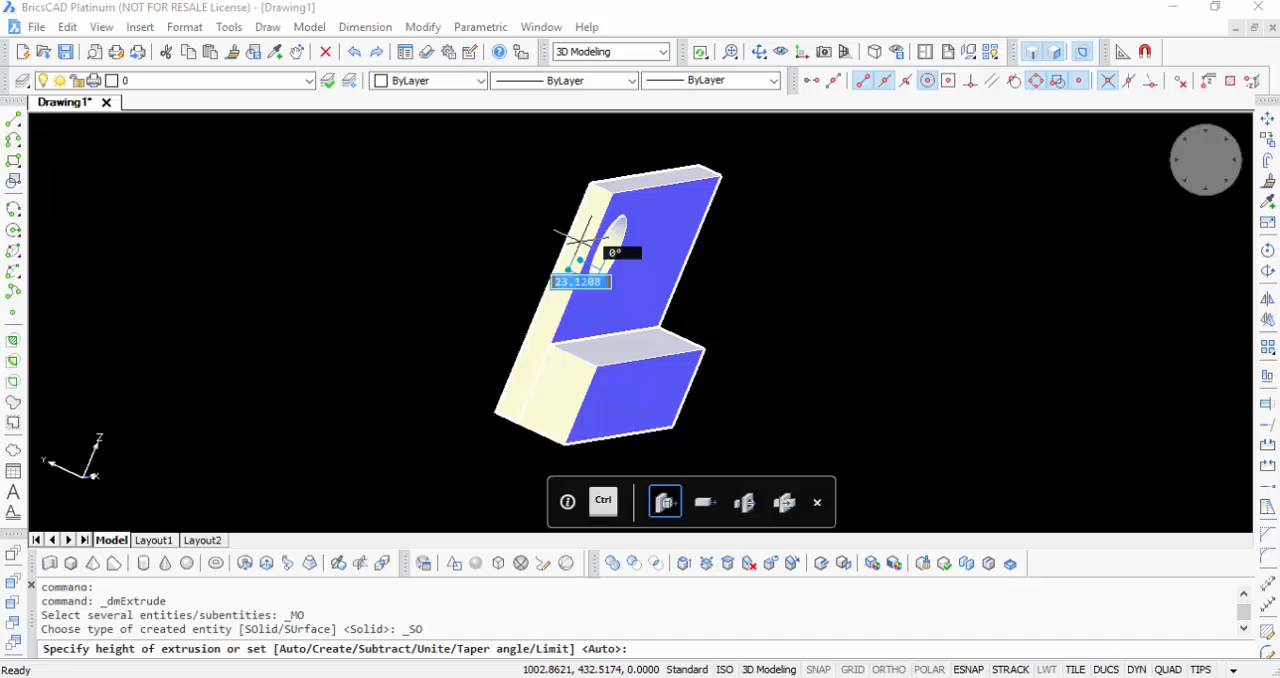 BricsCAD Platinum (NOT FOR RESALE License) - [Drawing1]
File Edit View Insert Format Tools Draw Model Dimension Modify Parametric Window Help
3D Modeling
0 ByLayer ByLayer ByLayer
Drawing1*
0°
23.1208
Z
Y
X
Ctrl
Model Layout1 Layout2
command:
command: _dmExtrude
Select several entities/subentities: _MO
Choose type of created entity [SOlid/SUrface] <Solid>: _SO
Specify height of extrusion or set [Auto/Create/Subtract/Unite/Taper angle/Limit] <Auto>:
Ready 1002.8621, 432.5174, 0.0000 Standard ISO 3D Modeling SNAP GRID ORTHO POLAR ESNAP STRACK LWT TILE DUCS DYN QUAD TIPS